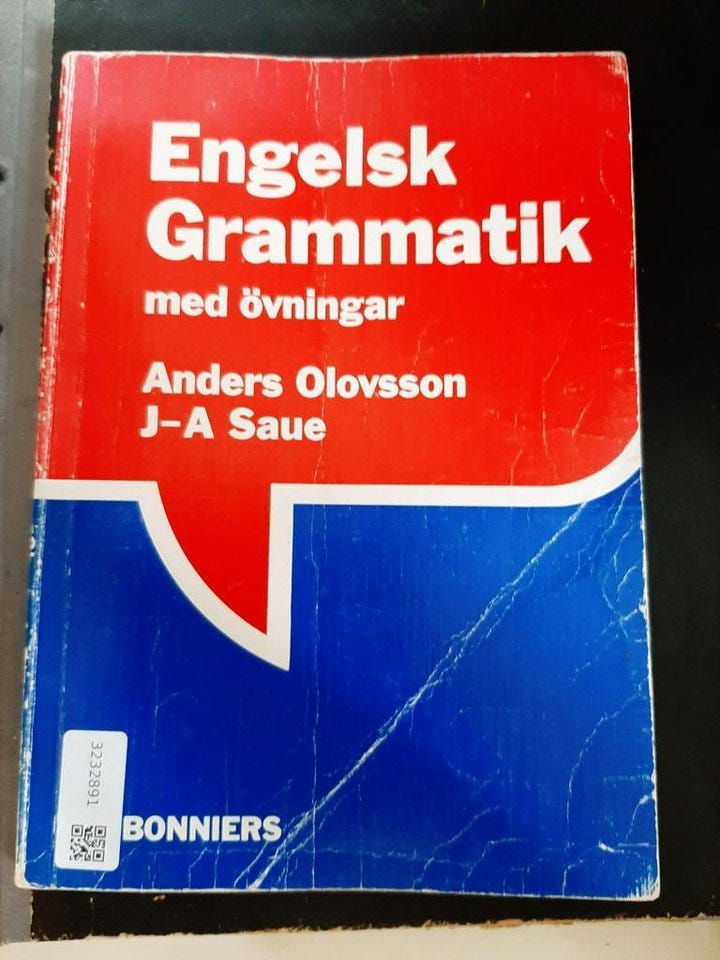 Engelsk
Grammatik
med övningar
Anders Olovsson
J-A Saue
3232891
BONNIERS